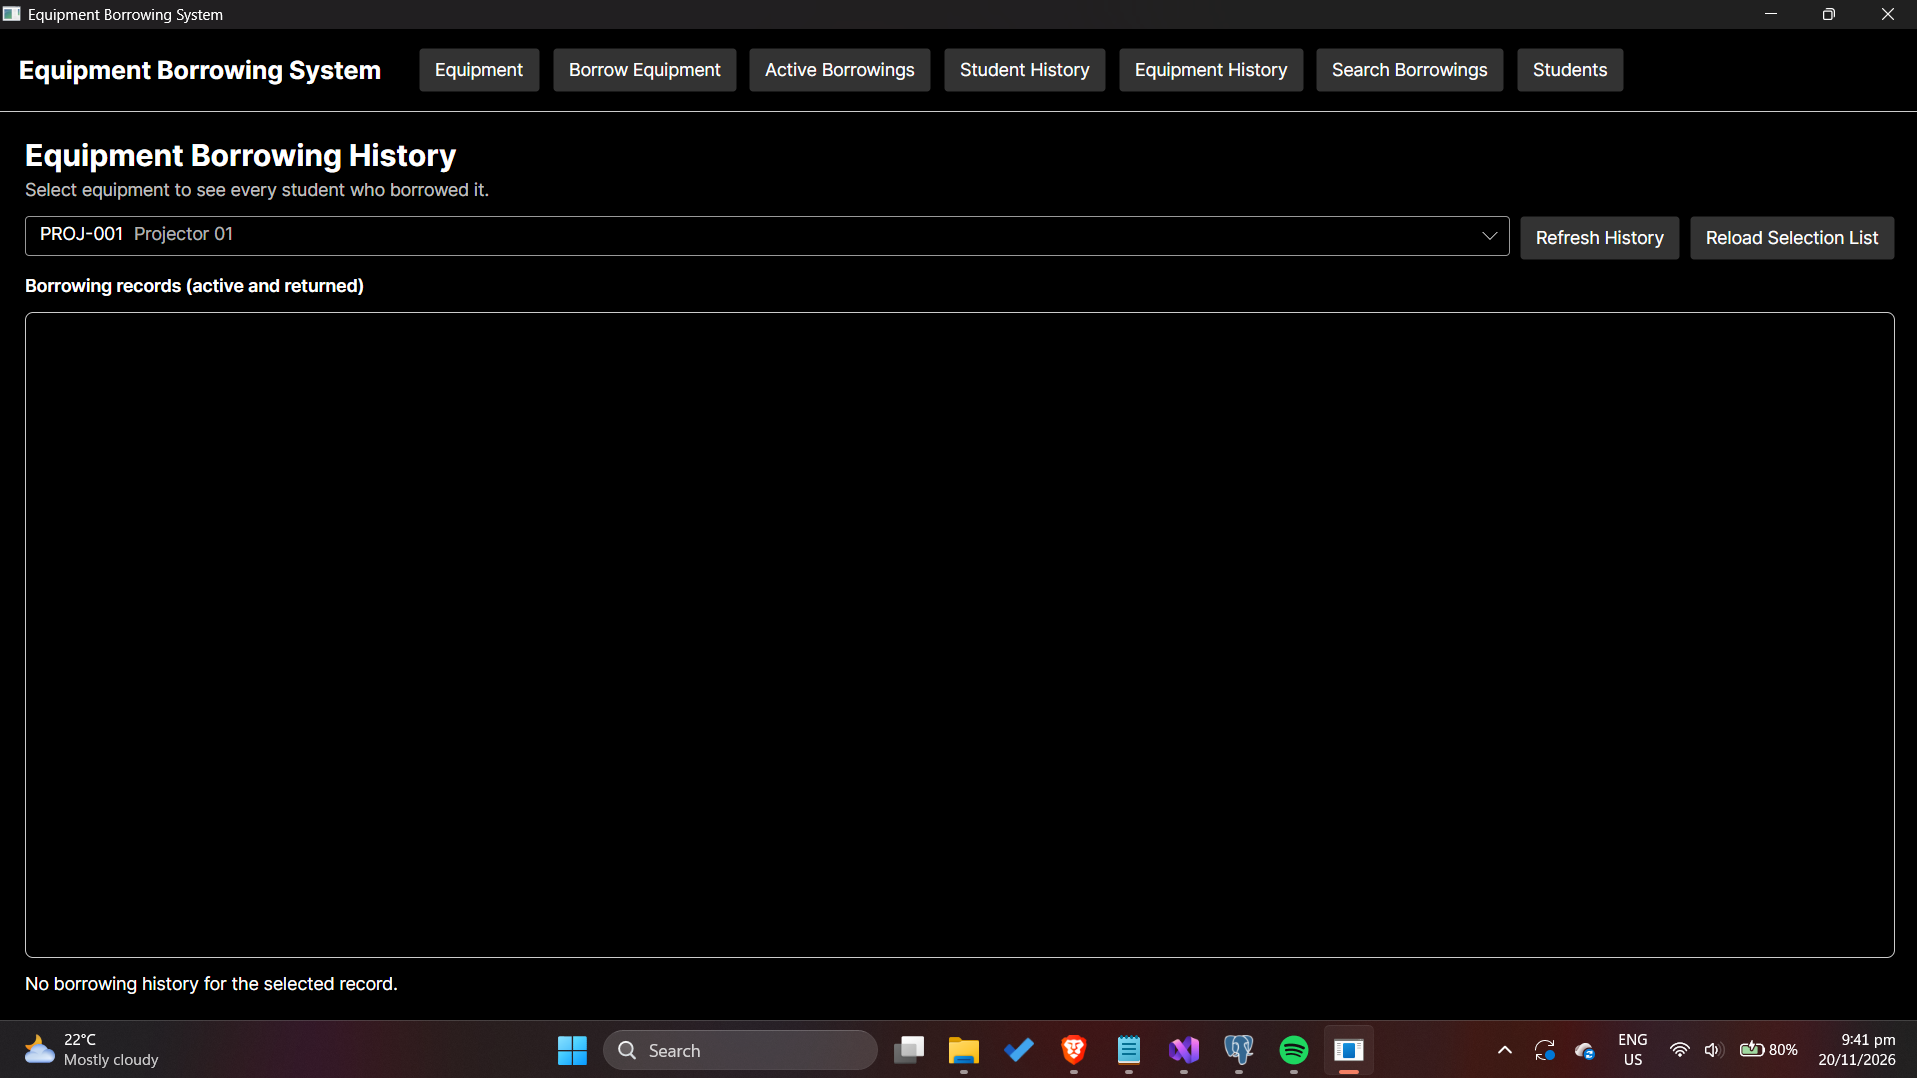 Equipment Borrowing System
Equipment Borrowing System
Equipment
Borrow Equipment
Active Borrowings
Student History
Equipment History
Search Borrowings
Students
Equipment Borrowing History
Select equipment to see every student who borrowed it.
PROJ-001 Projector 01
Refresh History
Reload Selection List
Borrowing records (active and returned)
No borrowing history for the selected record.
22°C
Mostly cloudy
Search
ENG
US
80%
9:41 pm
20/11/2026